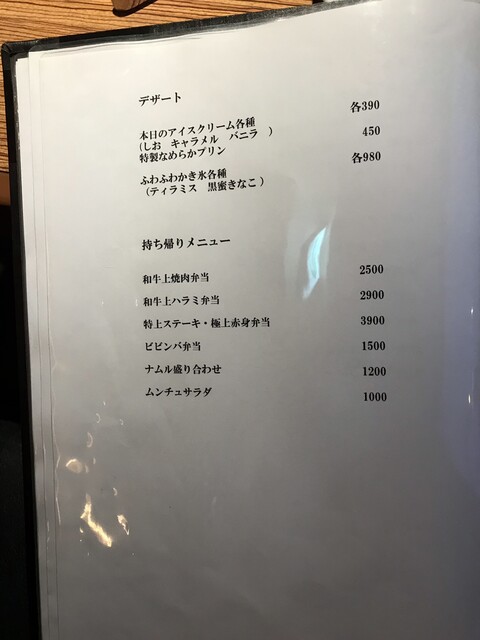 デザート
本日のアイスクリーム各種 各390
(しお キャラメル バニラ )
特製なめらかプリン 450
ふわふわかき氷各種 各980
(ティラミス 黒蜜きなこ)
持ち帰りメニュー
和牛上焼肉弁当 2500
和牛上ハラミ弁当 2900
特上ステーキ・極上赤身弁当 3900
ビビンバ弁当 1500
ナムル盛り合わせ 1200
ムンチュサラダ 1000